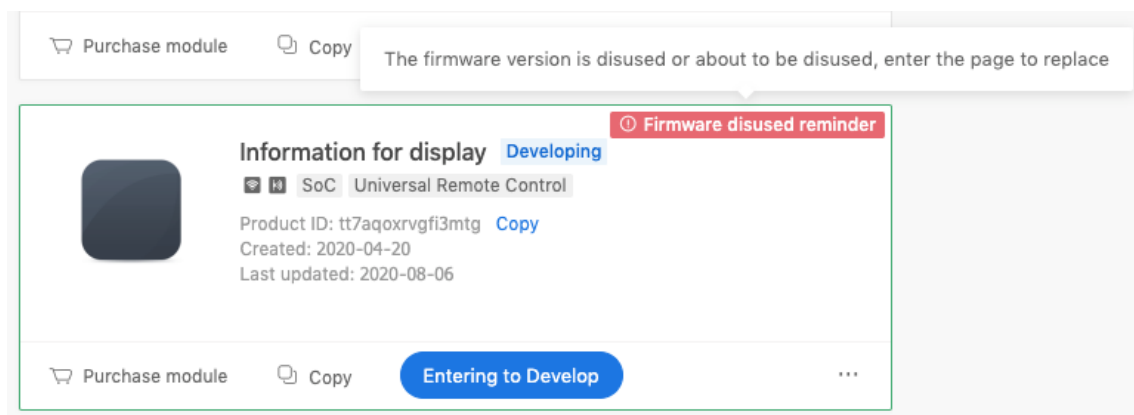 Purchase module
Copy
The firmware version is disused or about to be disused, enter the page to replace
Firmware disused reminder
Information for display Developing
SoC Universal Remote Control
Product ID: tt7aqoxrvgfi3mtg Copy
Created: 2020-04-20
Last updated: 2020-08-06
Purchase module
Copy
Entering to Develop
...